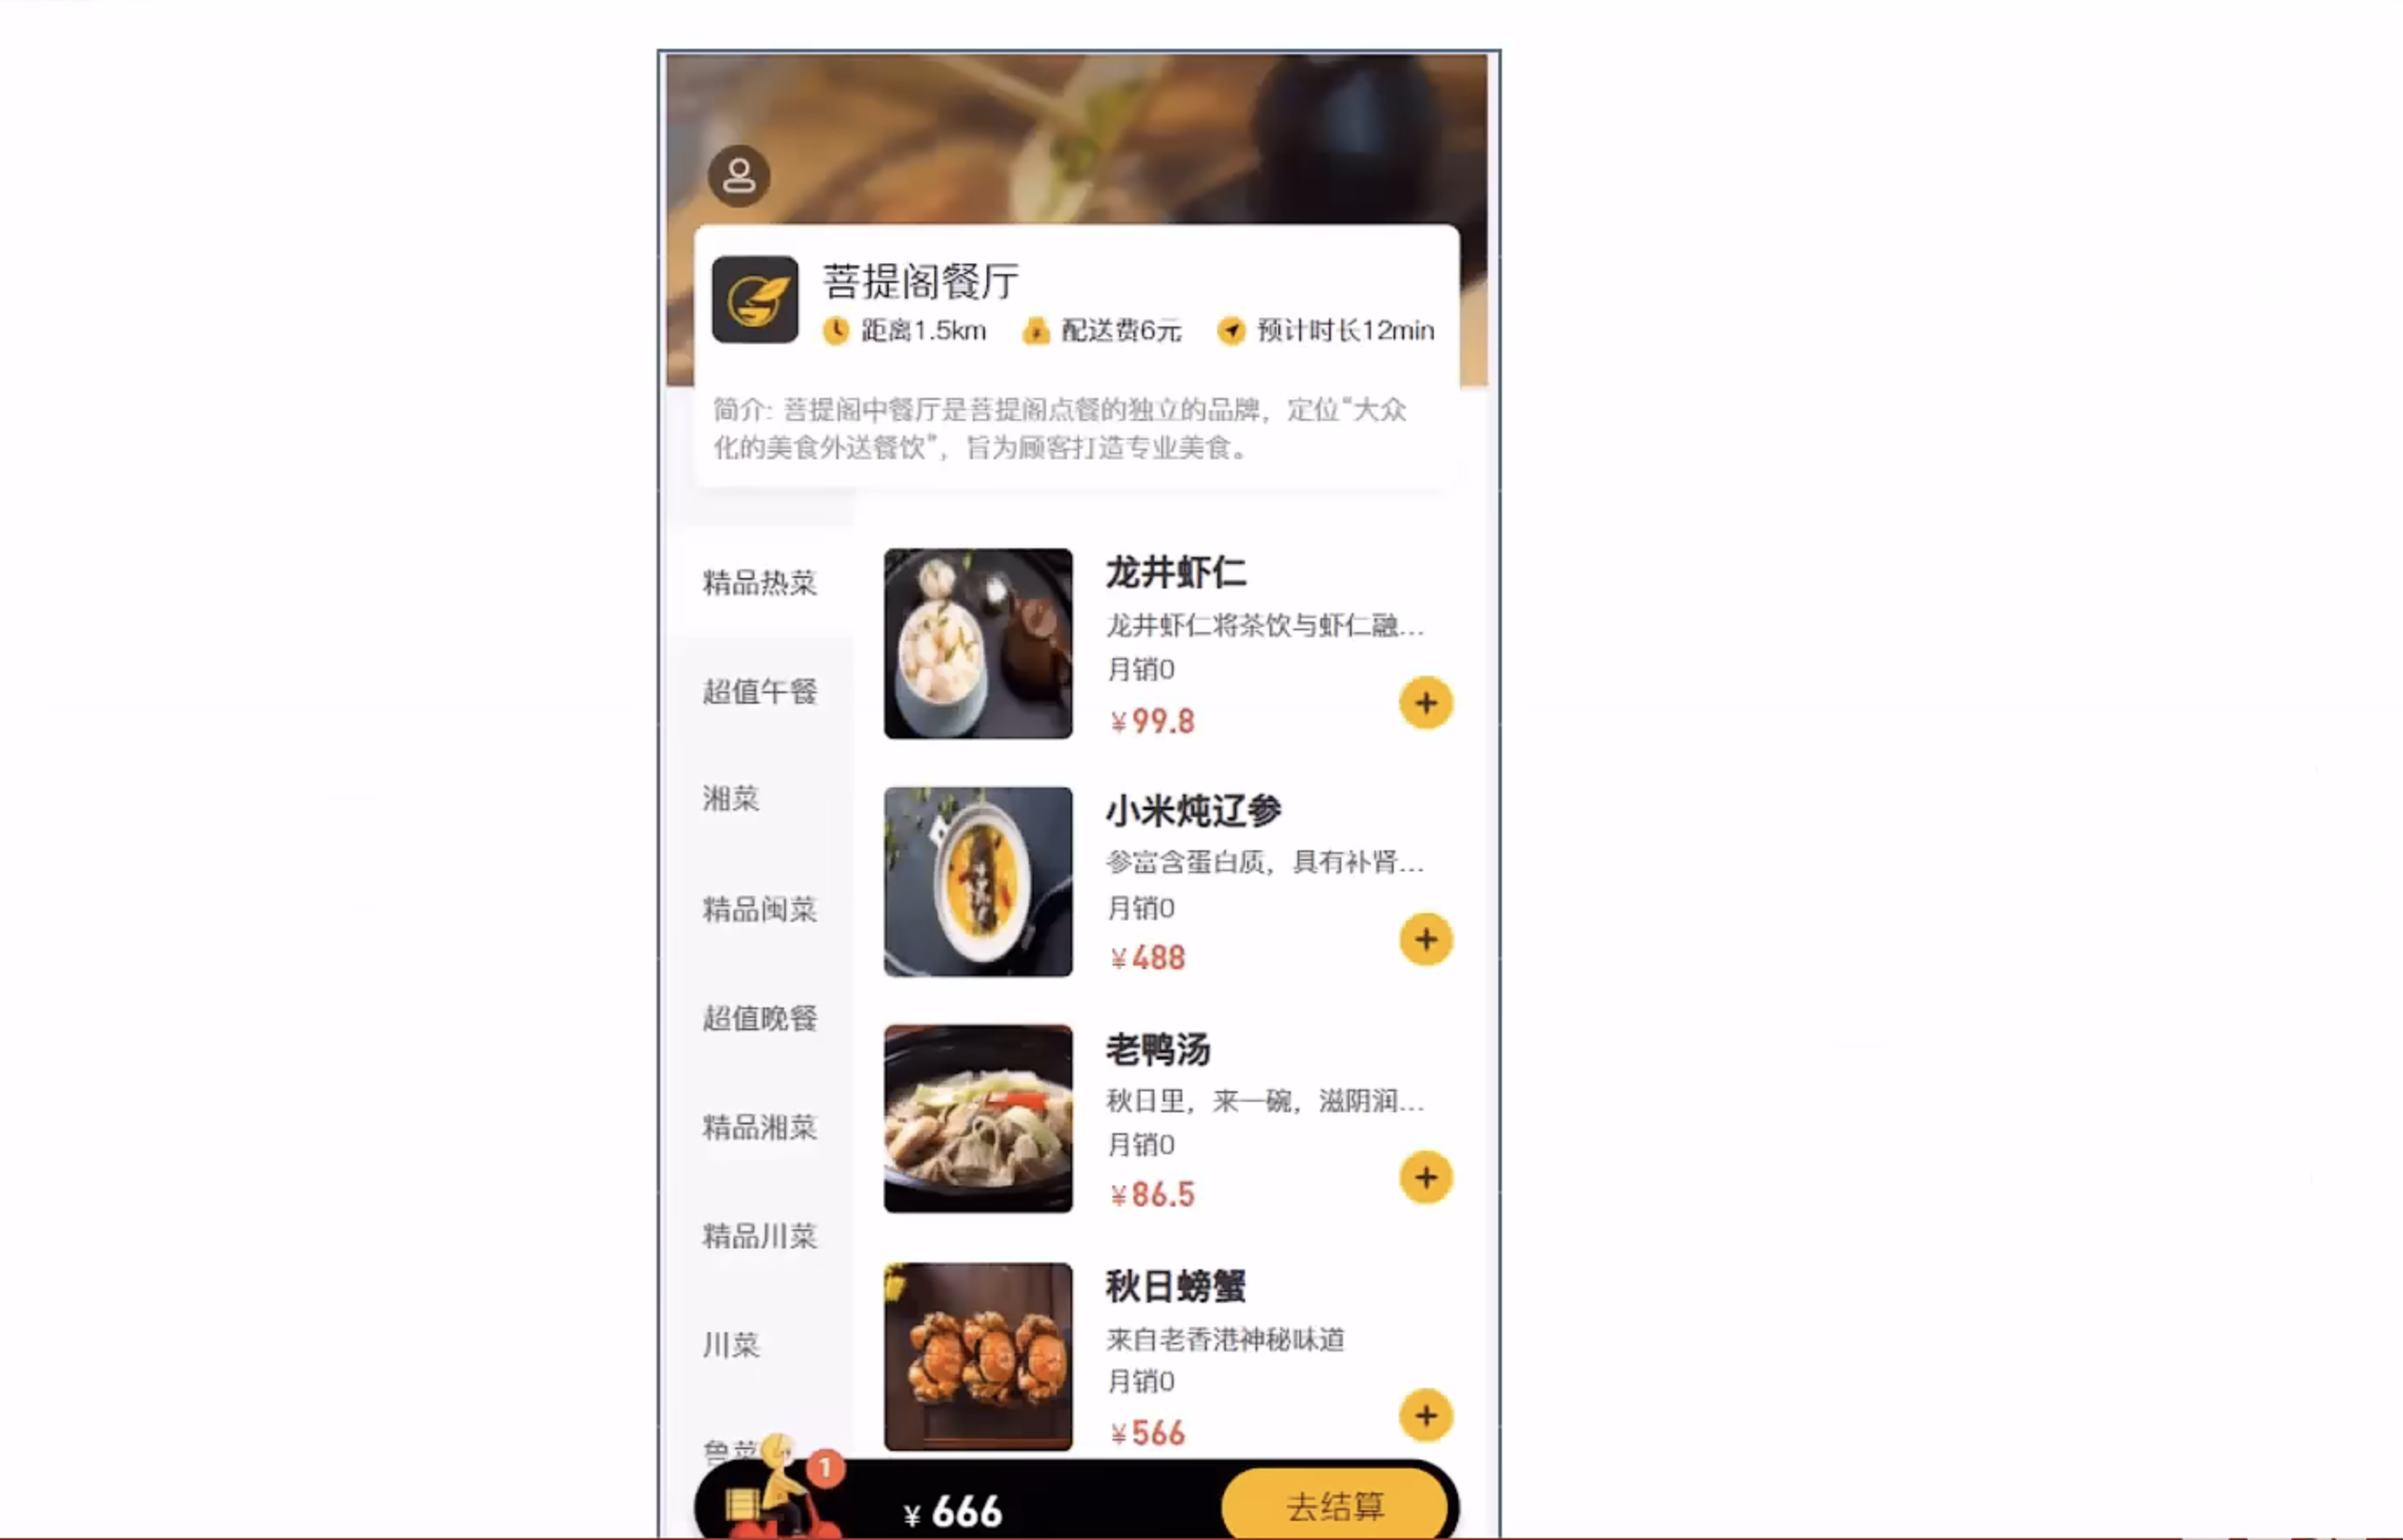 菩提阁餐厅
距离1.5km 配送费6元 预计时长12min
简介: 菩提阁中餐厅是菩提阁点餐的独立的品牌，定位“大众
化的美食外送餐饮”，旨为顾客打造专业美食。
精品热菜
超值午餐
湘菜
精品闽菜
超值晚餐
精品湘菜
精品川菜
川菜
鲁菜
龙井虾仁
龙井虾仁将茶饮与虾仁融...
月销0
¥99.8
小米炖辽参
参富含蛋白质，具有补肾...
月销0
¥488
老鸭汤
秋日里，来一碗，滋阴润...
月销0
¥86.5
秋日螃蟹
来自老香港神秘味道
月销0
¥566
1
¥ 666
去结算